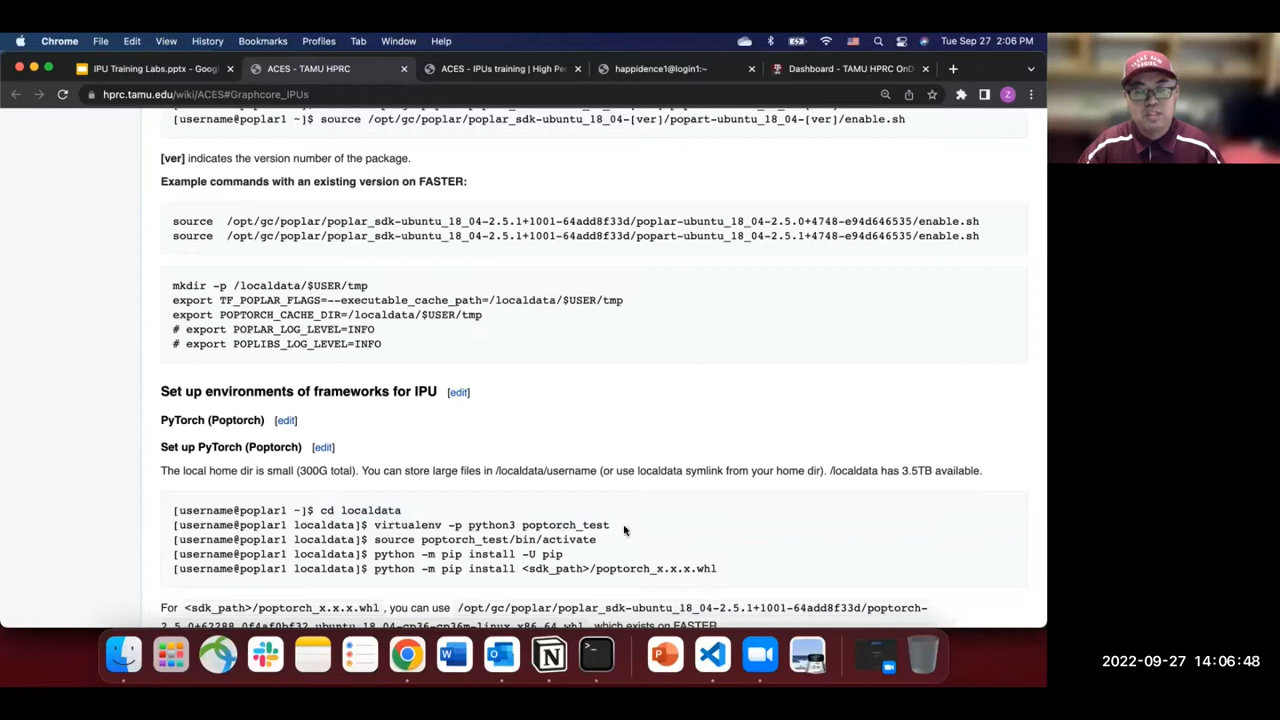 Chrome File Edit View History Bookmarks Profiles Tab Window Help Tue Sep 27 2:06 PM
IPU Training Labs.pptx - Goog ACES - TAMU HPRC ACES - IPUs training | High Pe happidence1@login1:~ Dashboard - TAMU HPRC OnD
hprc.tamu.edu/wiki/ACES#Graphcore_IPUs Z
[username@poplar1 ~]$ source /opt/gc/poplar/poplar_sdk-ubuntu_18_04-[ver]/popart-ubuntu_18_04-[ver]/enable.sh
[ver] indicates the version number of the package.
Example commands with an existing version on FASTER:
source /opt/gc/poplar/poplar_sdk-ubuntu_18_04-2.5.1+1001-64add8f33d/poplar-ubuntu_18_04-2.5.0+4748-e94d646535/enable.sh
source /opt/gc/poplar/poplar_sdk-ubuntu_18_04-2.5.1+1001-64add8f33d/popart-ubuntu_18_04-2.5.1+4748-e94d646535/enable.sh
mkdir -p /localdata/$USER/tmp
export TF_POPLAR_FLAGS=--executable_cache_path=/localdata/$USER/tmp
export POPTORCH_CACHE_DIR=/localdata/$USER/tmp
# export POPLAR_LOG_LEVEL=INFO
# export POPLIBS_LOG_LEVEL=INFO
Set up environments of frameworks for IPU [edit]
PyTorch (Poptorch) [edit]
Set up PyTorch (Poptorch) [edit]
The local home dir is small (300G total). You can store large files in /localdata/username (or use localdata symlink from your home dir). /localdata has 3.5TB available.
[username@poplar1 ~]$ cd localdata
[username@poplar1 localdata]$ virtualenv -p python3 poptorch_test
[username@poplar1 localdata]$ source poptorch_test/bin/activate
[username@poplar1 localdata]$ python -m pip install -U pip
[username@poplar1 localdata]$ python -m pip install <sdk_path>/poptorch_x.x.x.whl
For <sdk_path>/poptorch_x.x.x.whl, you can use /opt/gc/poplar/poplar_sdk-ubuntu_18_04-2.5.1+1001-64add8f33d/poptorch-
2.5.0+62288_0f4af0bf32_ubuntu_18_04-cp36-cp36m-linux_x86_64.whl, which exists on FASTER.
2022-09-27 14:06:48